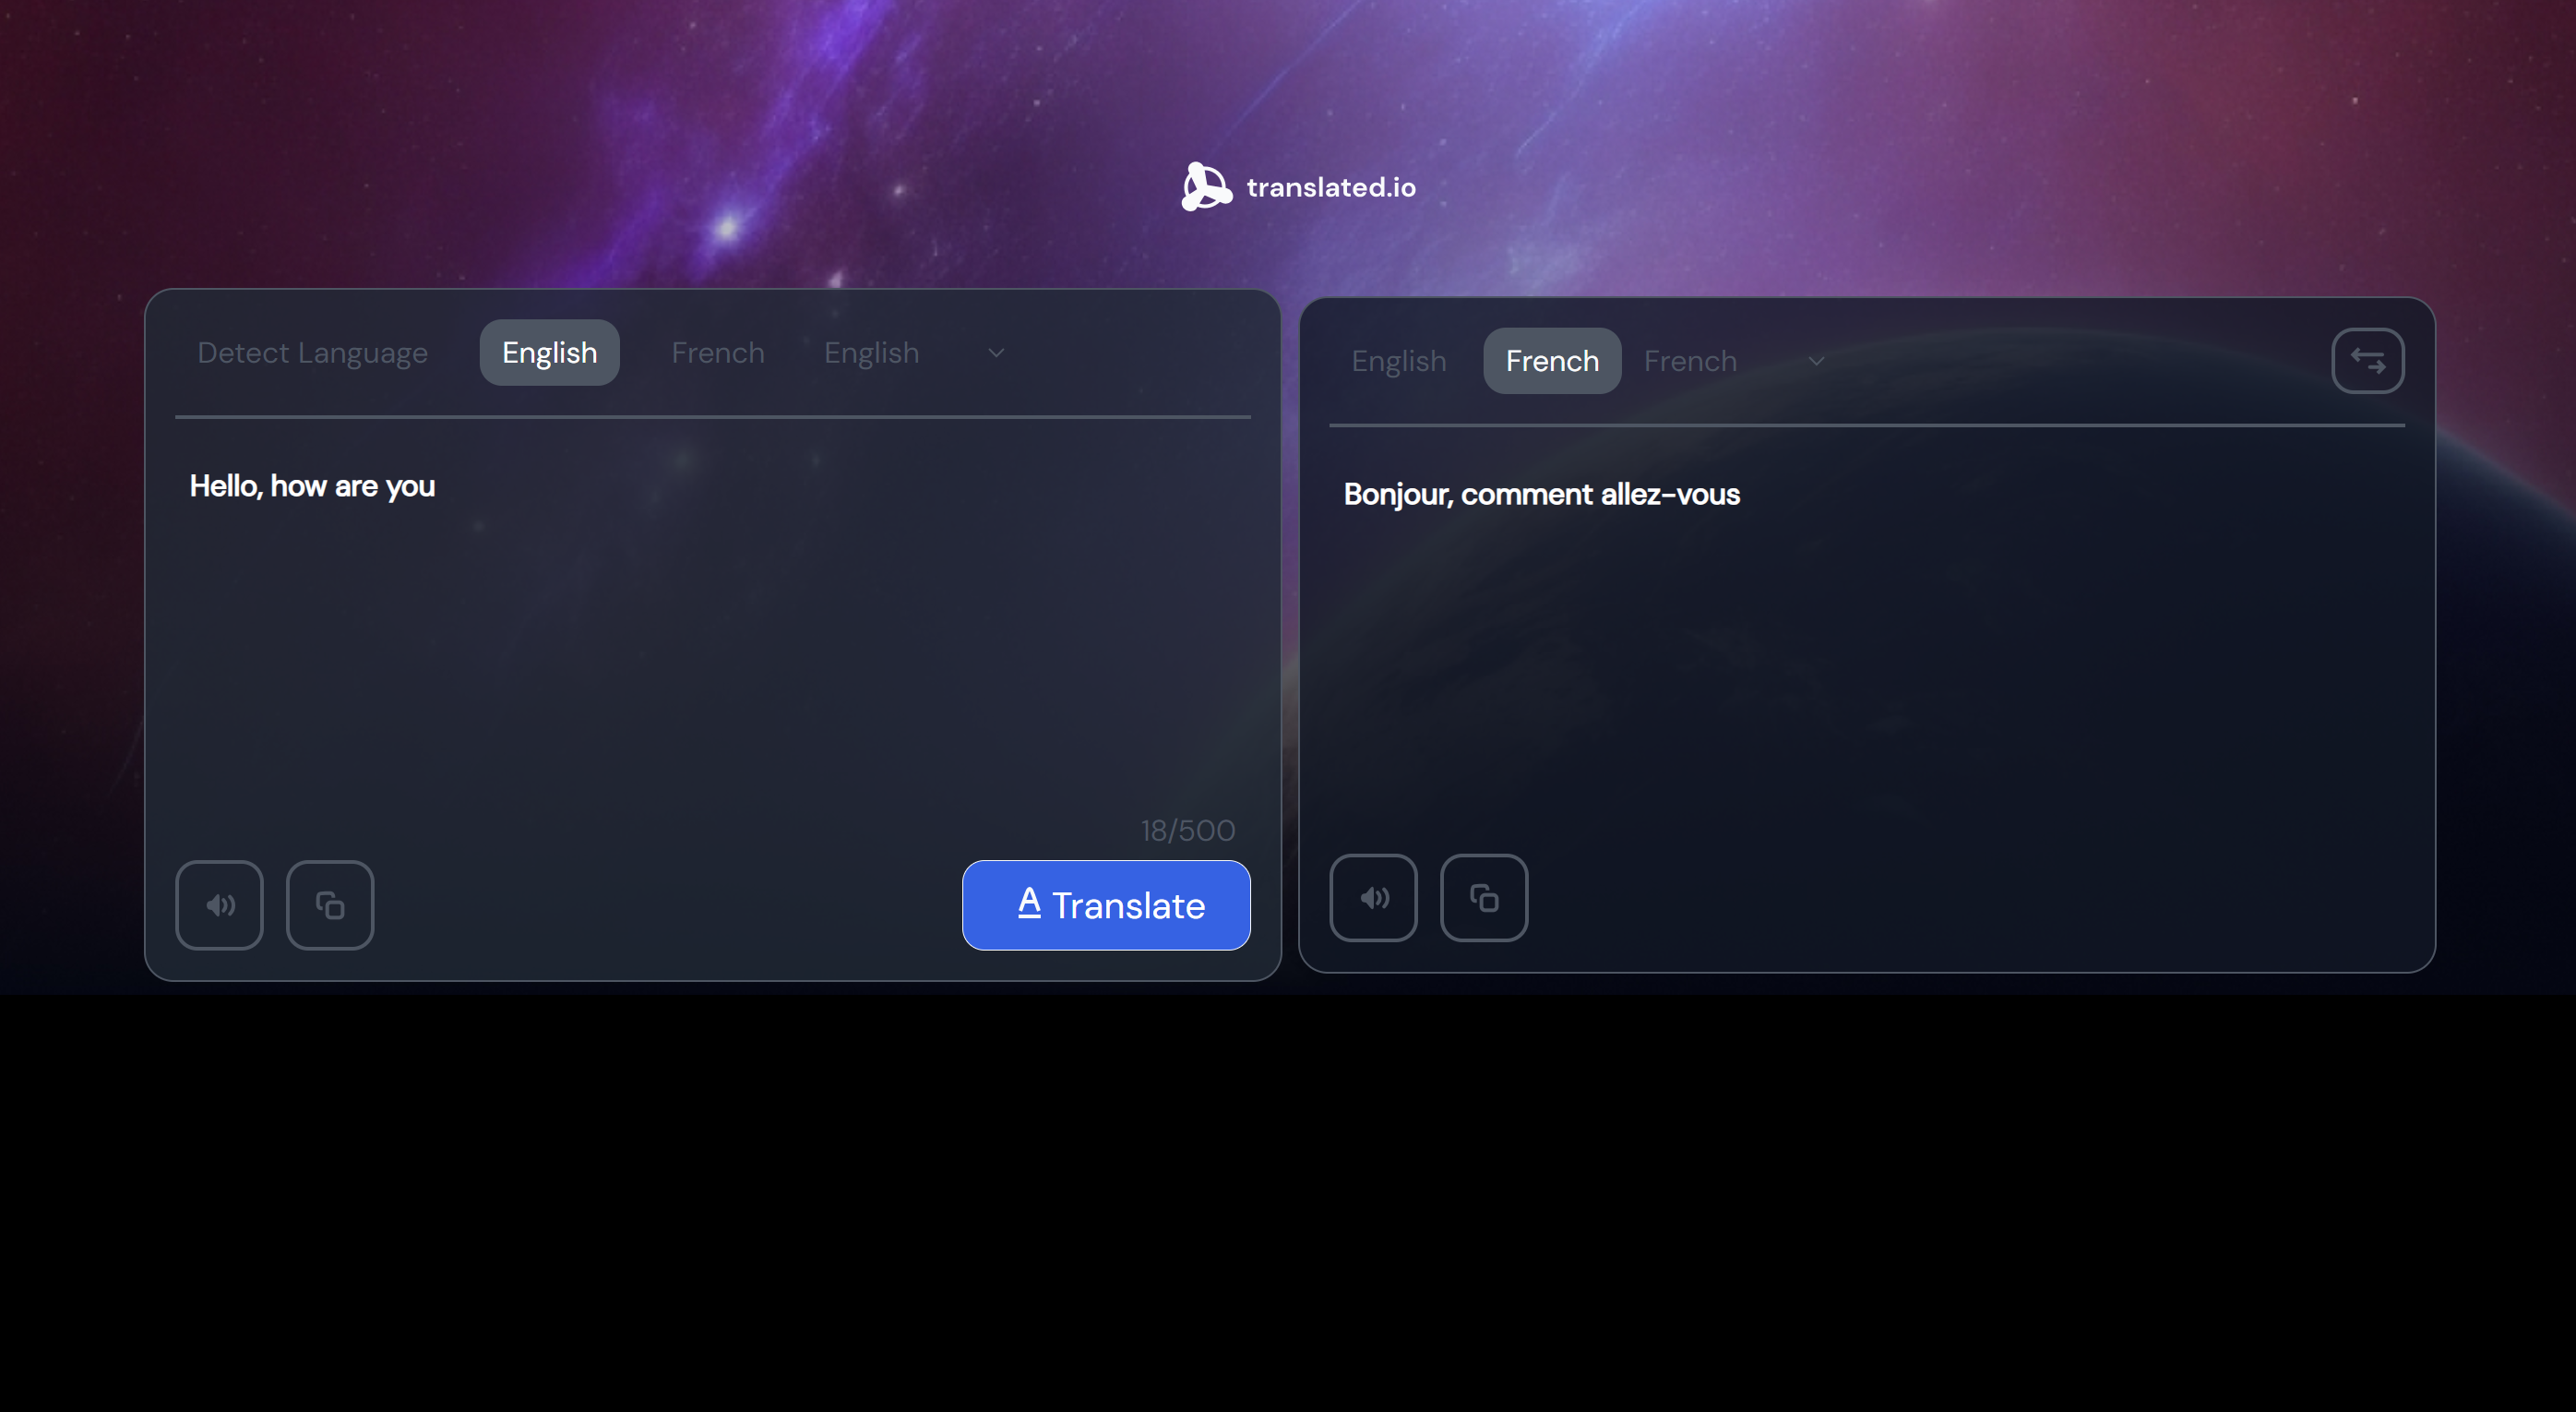 translated.io
Detect Language English French English
Hello, how are you
18/500
Translate
English French French
Bonjour, comment allez-vous